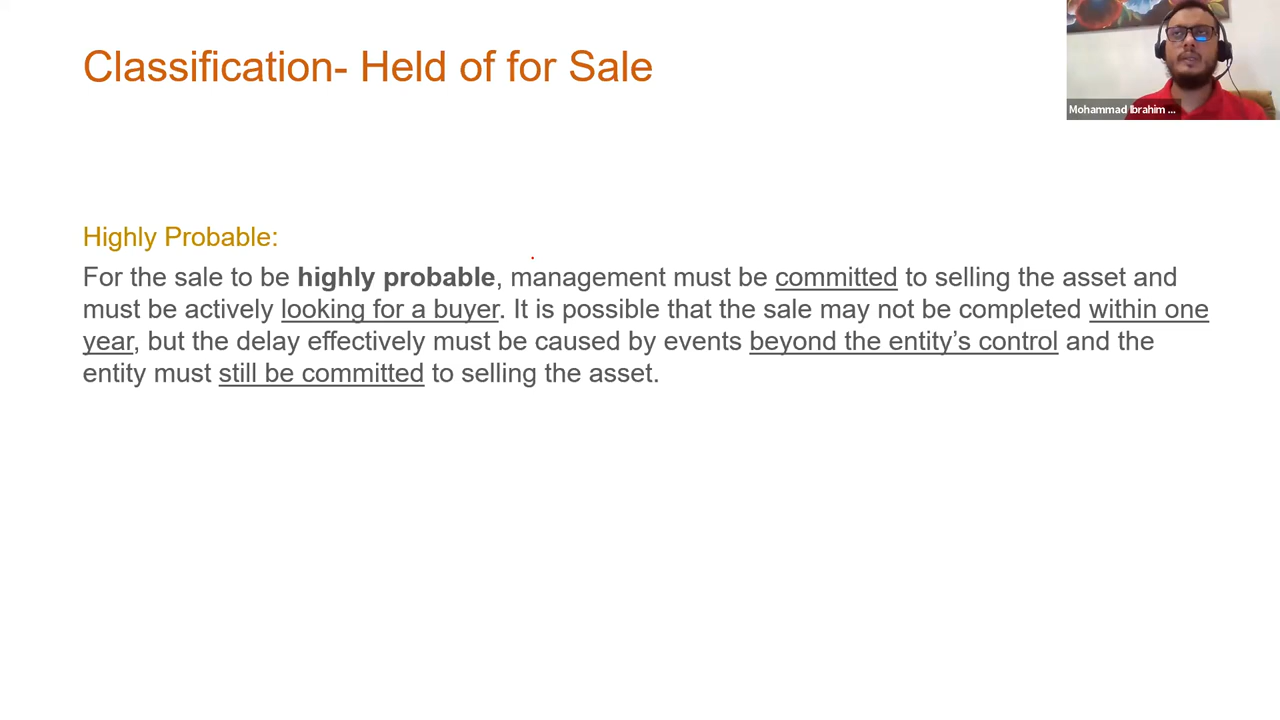 Classification- Held of for Sale
Mohammad Ibrahim ...
Highly Probable:
For the sale to be highly probable, management must be committed to selling the asset and
must be actively looking for a buyer. It is possible that the sale may not be completed within one
year, but the delay effectively must be caused by events beyond the entity’s control and the
entity must still be committed to selling the asset.